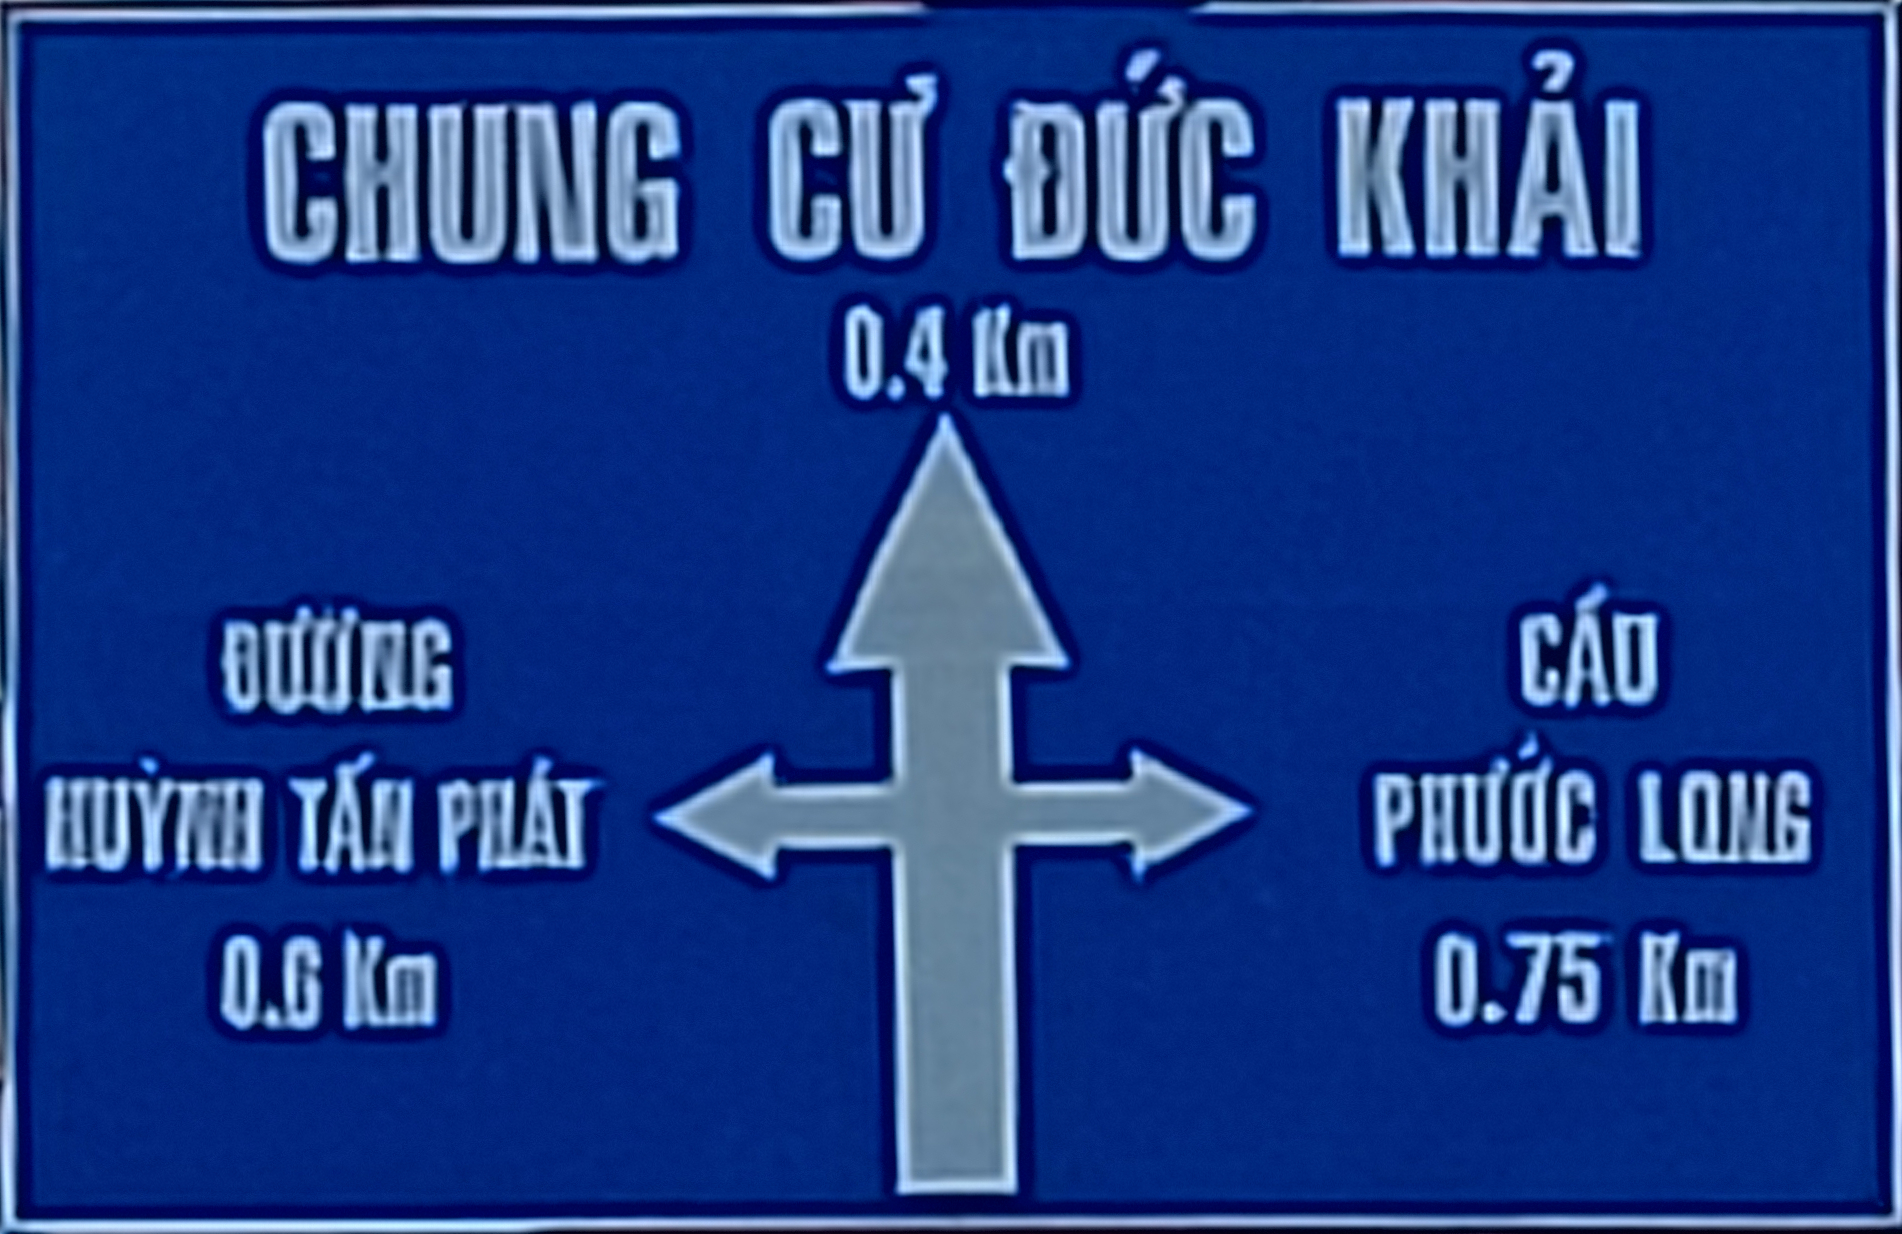 CHUNG CƯ ĐỨC KHẢI
0.4 Km
ĐƯỜNG
HUỲNH TẤN PHÁT
0.6 Km
CẦU
PHƯỚC LONG
0.75 Km